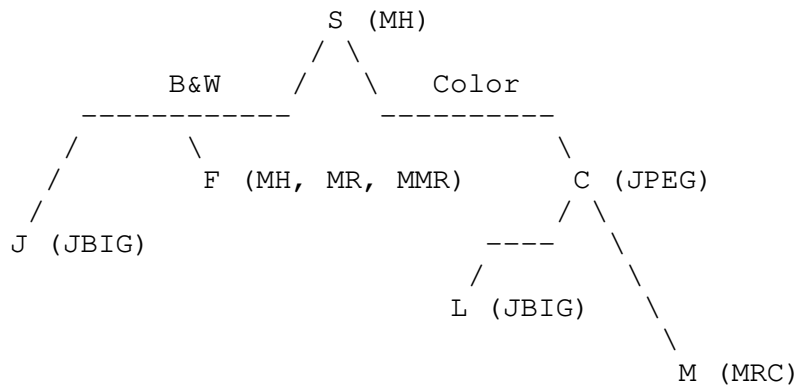 S (MH)
B&W Color
F (MH, MR, MMR) C (JPEG)
J (JBIG)
L (JBIG)
M (MRC)